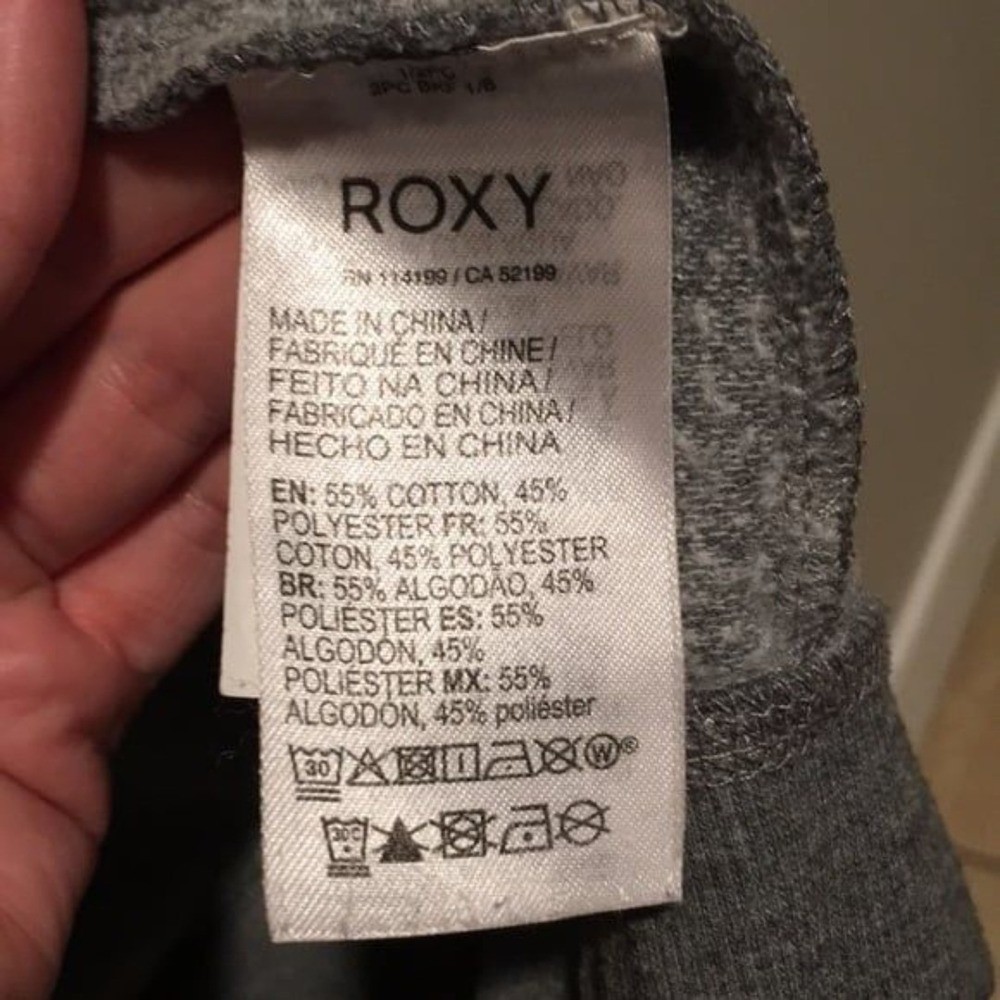 ROXY
RN 114199 / CA 52199
MADE IN CHINA /
FABRIQUÉ EN CHINE /
FEITO NA CHINA /
FABRICADO EN CHINA /
HECHO EN CHINA
EN: 55% COTTON, 45%
POLYESTER FR: 55%
COTON, 45% POLYESTER
BR: 55% ALGODÃO, 45%
POLIÉSTER ES: 55%
ALGODÓN, 45%
POLIÉSTER MX: 55%
ALGODÓN, 45% poliéster
30 W®
30C